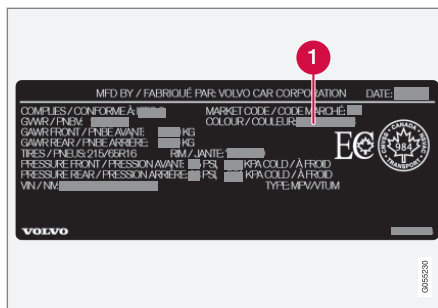 1
MFD BY / FABRIQUÉ PAR: VOLVO CAR CORPORATION DATE:
COMPLIES / CONFORME À: MARKET CODE / CODE MARCHÉ:
GVWR / PNBV: COLOUR / COULEUR:
GAWR FRONT / PNBE AVANT: KG
GAWR REAR / PNBE ARRIÈRE: KG
TIRES / PNEUS: 215/65R16 RIM / JANTE:
PRESSURE FRONT / PRESSION AVANT: PSI, KPA COLD / À FROID
PRESSURE REAR / PRESSION ARRIÈRE: PSI, KPA COLD / À FROID
VIN / NIV: TYPE: MPV/VTUM
EC
CANADA
984
TRANSPORT
VOLVO
G055230